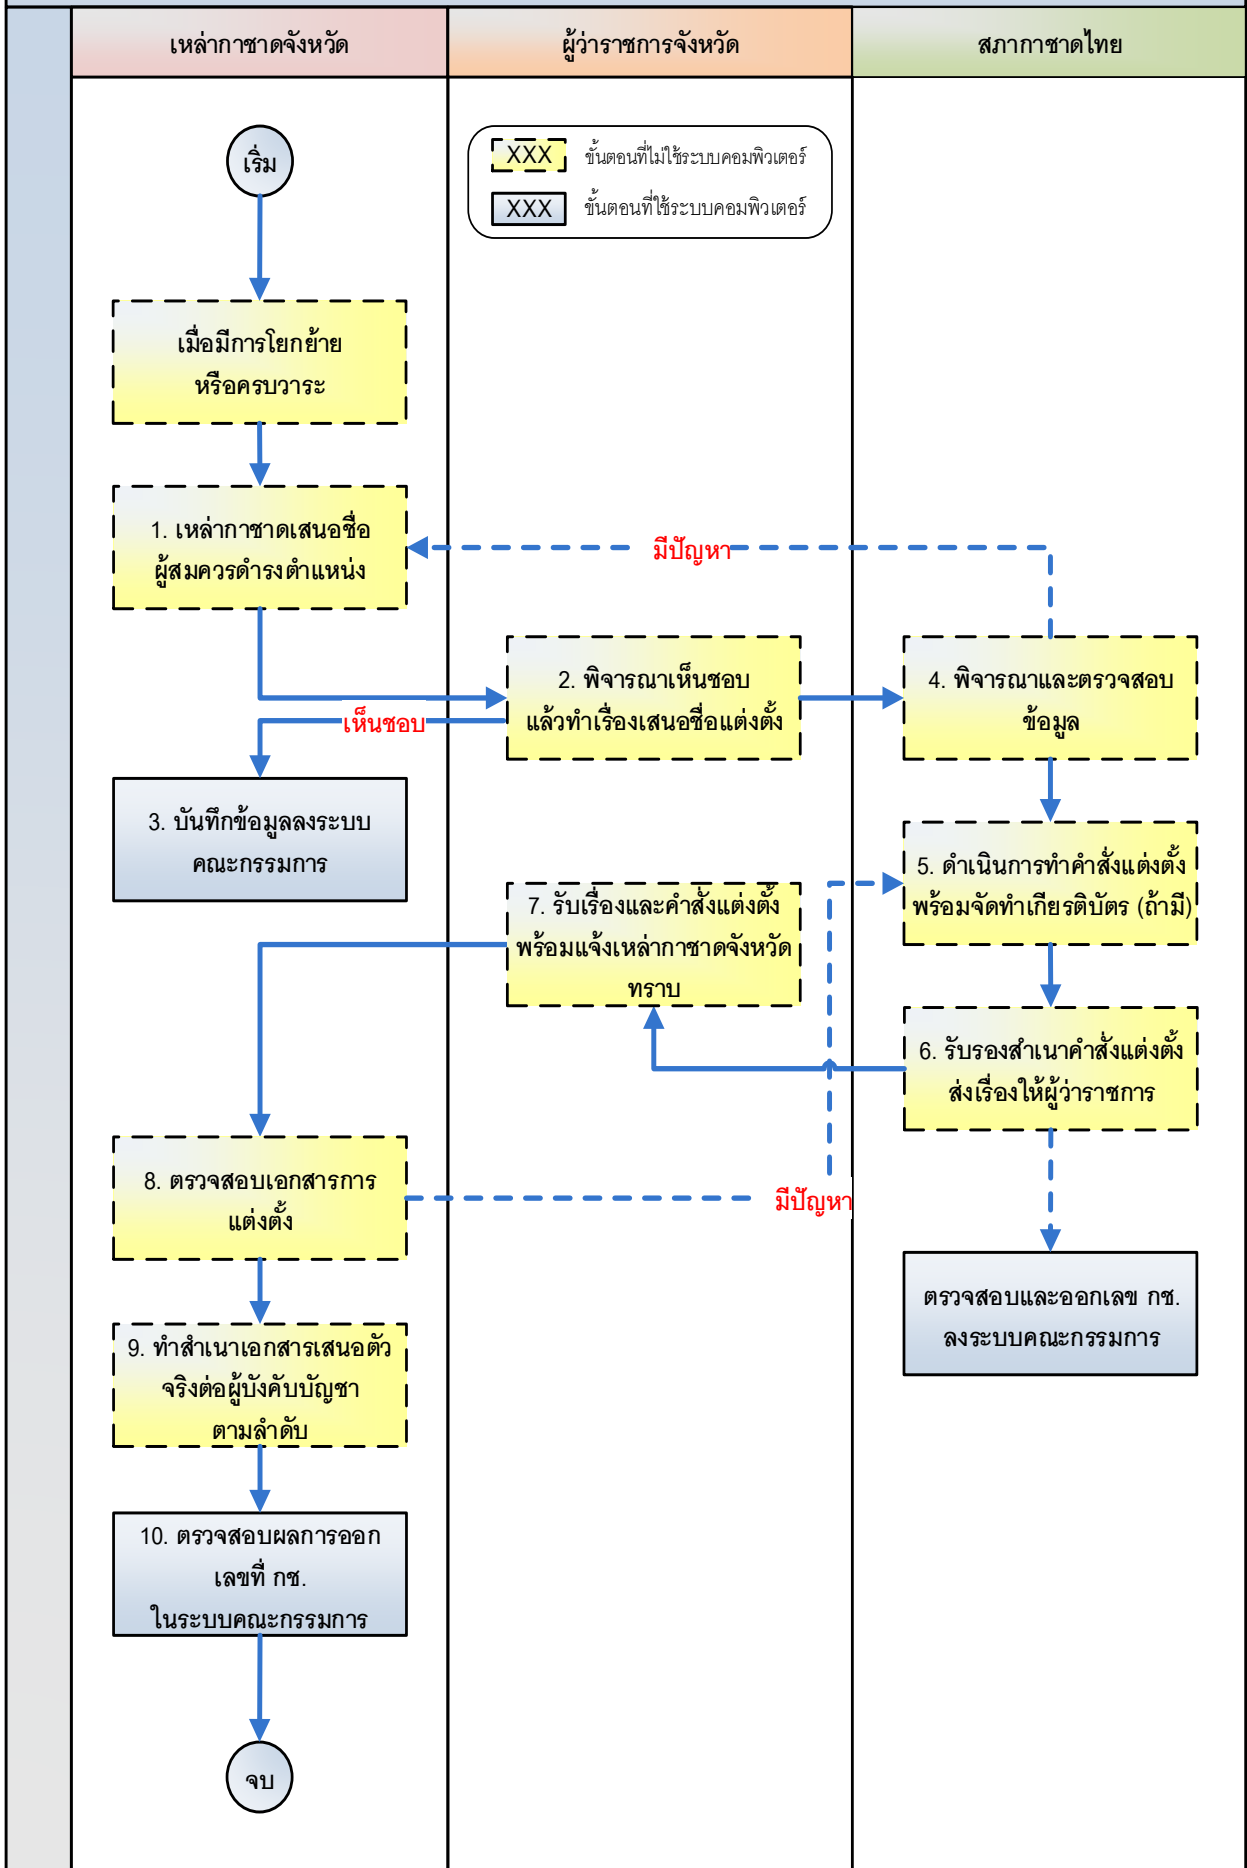 เหล่ากาชาดจังหวัด
ผู้ว่าราชการจังหวัด
สภากาชาดไทย
เริ่ม
XXX ขั้นตอนที่ไม่ใช้ระบบคอมพิวเตอร์
XXX ขั้นตอนที่ใช้ระบบคอมพิวเตอร์
เมื่อมีการโยกย้าย
หรือครบวาระ
1. เหล่ากาชาดเสนอชื่อ
ผู้สมควรดำรงตำแหน่ง
มีปัญหา
2. พิจารณาเห็นชอบ
แล้วทำเรื่องเสนอชื่อแต่งตั้ง
4. พิจารณาและตรวจสอบ
ข้อมูล
เห็นชอบ
3. บันทึกข้อมูลลงระบบ
คณะกรรมการ
5. ดำเนินการทำคำสั่งแต่งตั้ง
พร้อมจัดทำเกียรติบัตร (ถ้ามี)
7. รับเรื่องและคำสั่งแต่งตั้ง
พร้อมแจ้งเหล่ากาชาดจังหวัด
ทราบ
6. รับรองสำเนาคำสั่งแต่งตั้ง
ส่งเรื่องให้ผู้ว่าราชการ
8. ตรวจสอบเอกสารการ
แต่งตั้ง
มีปัญหา
ตรวจสอบและออกเลข กช.
ลงระบบคณะกรรมการ
9. ทำสำเนาเอกสารเสนอตัว
จริงต่อผู้บังคับบัญชา
ตามลำดับ
10. ตรวจสอบผลการออก
เลขที่ กช.
ในระบบคณะกรรมการ
จบ